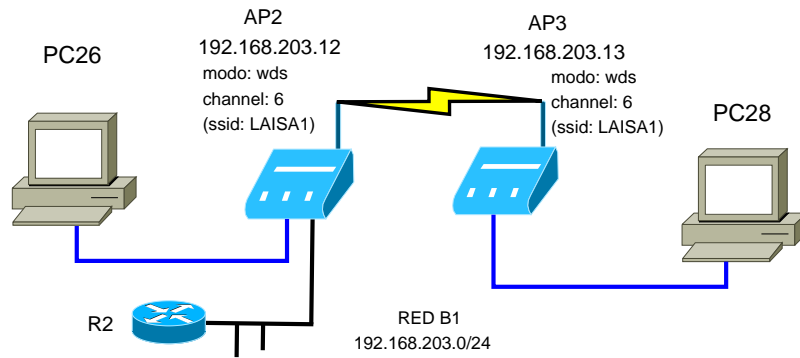 AP2
192.168.203.12
modo: wds
channel: 6
(ssid: LAISA1)
AP3
192.168.203.13
modo: wds
channel: 6
(ssid: LAISA1)
PC26
PC28
R2
RED B1
192.168.203.0/24